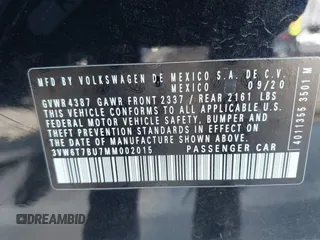 MFD.BY VOLKSWAGEN DE MEXICO S.A. DE C.V.
MEXICO 09/20
GVWR4387 GAWR FRONT 2337 / REAR 2161 LBS
THIS VEHICLE CONFORMS TO ALL APPLICABLE U.S.
FEDERAL MOTOR VEHICLE SAFETY, BUMPER AND
THEFT PREVENTION STANDARDS IN EFFECT ON THE
DATE OF MANUFACTURE SHOWN ABOVE.
3VW6T7BU7MM002015 PASSENGER CAR
4011355 3501 M
DREAMBID